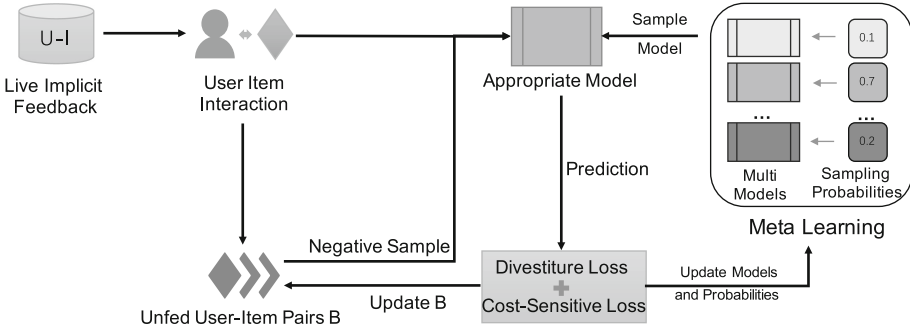 U-I
Live Implicit
Feedback
User Item
Interaction
Appropriate Model
Sample
Model
0.1
0.7
...
...
0.2
Multi
Models
Sampling
Probabilities
Meta Learning
Prediction
Negative Sample
Unfed User-Item Pairs B
Update B
Divestiture Loss
+
Cost-Sensitive Loss
Update Models
and Probabilities